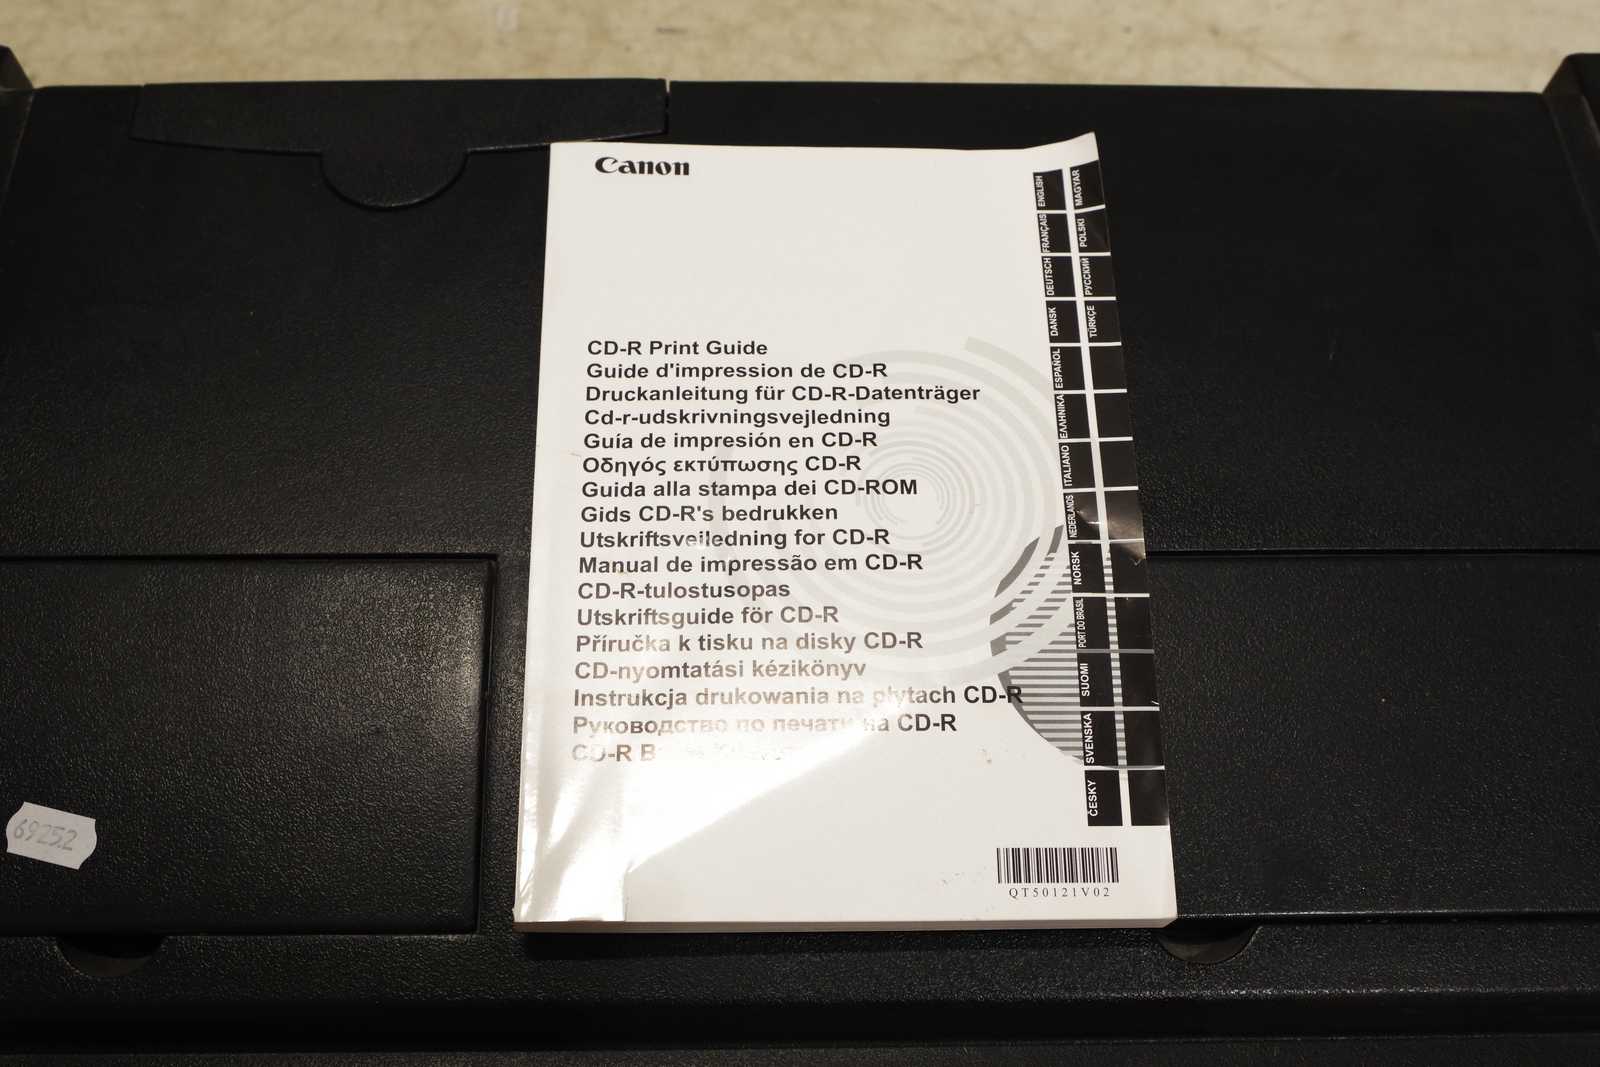 Canon
CD-R Print Guide
Guide d'impression de CD-R
Druckanleitung für CD-R-Datenträger
Cd-r-udskrivningsvejledning
Guía de impresión en CD-R
Οδηγός εκτύπωσης CD-R
Guida alla stampa dei CD-ROM
Gids CD-R's bedrukken
Utskriftsveiledning for CD-R
Manual de impressão em CD-R
CD-R-tulostusopas
Utskriftsguide för CD-R
Příručka k tisku na disky CD-R
CD-nyomtatási kézikönyv
Instrukcja drukowania na płytach CD-R
Руководство по печати на CD-R
CD-R
ENGLISH
FRANÇAIS
DEUTSCH
DANSK
ESPAÑOL
ΕΛΛΗΝΙΚΑ
ITALIANO
NEDERLANDS
NORSK
PORT DO BRASIL
SUOMI
SVENSKA
ČESKY
MAGYAR
POLSKI
РУССКИЙ
TÜRKÇE
QT50121V02
69252